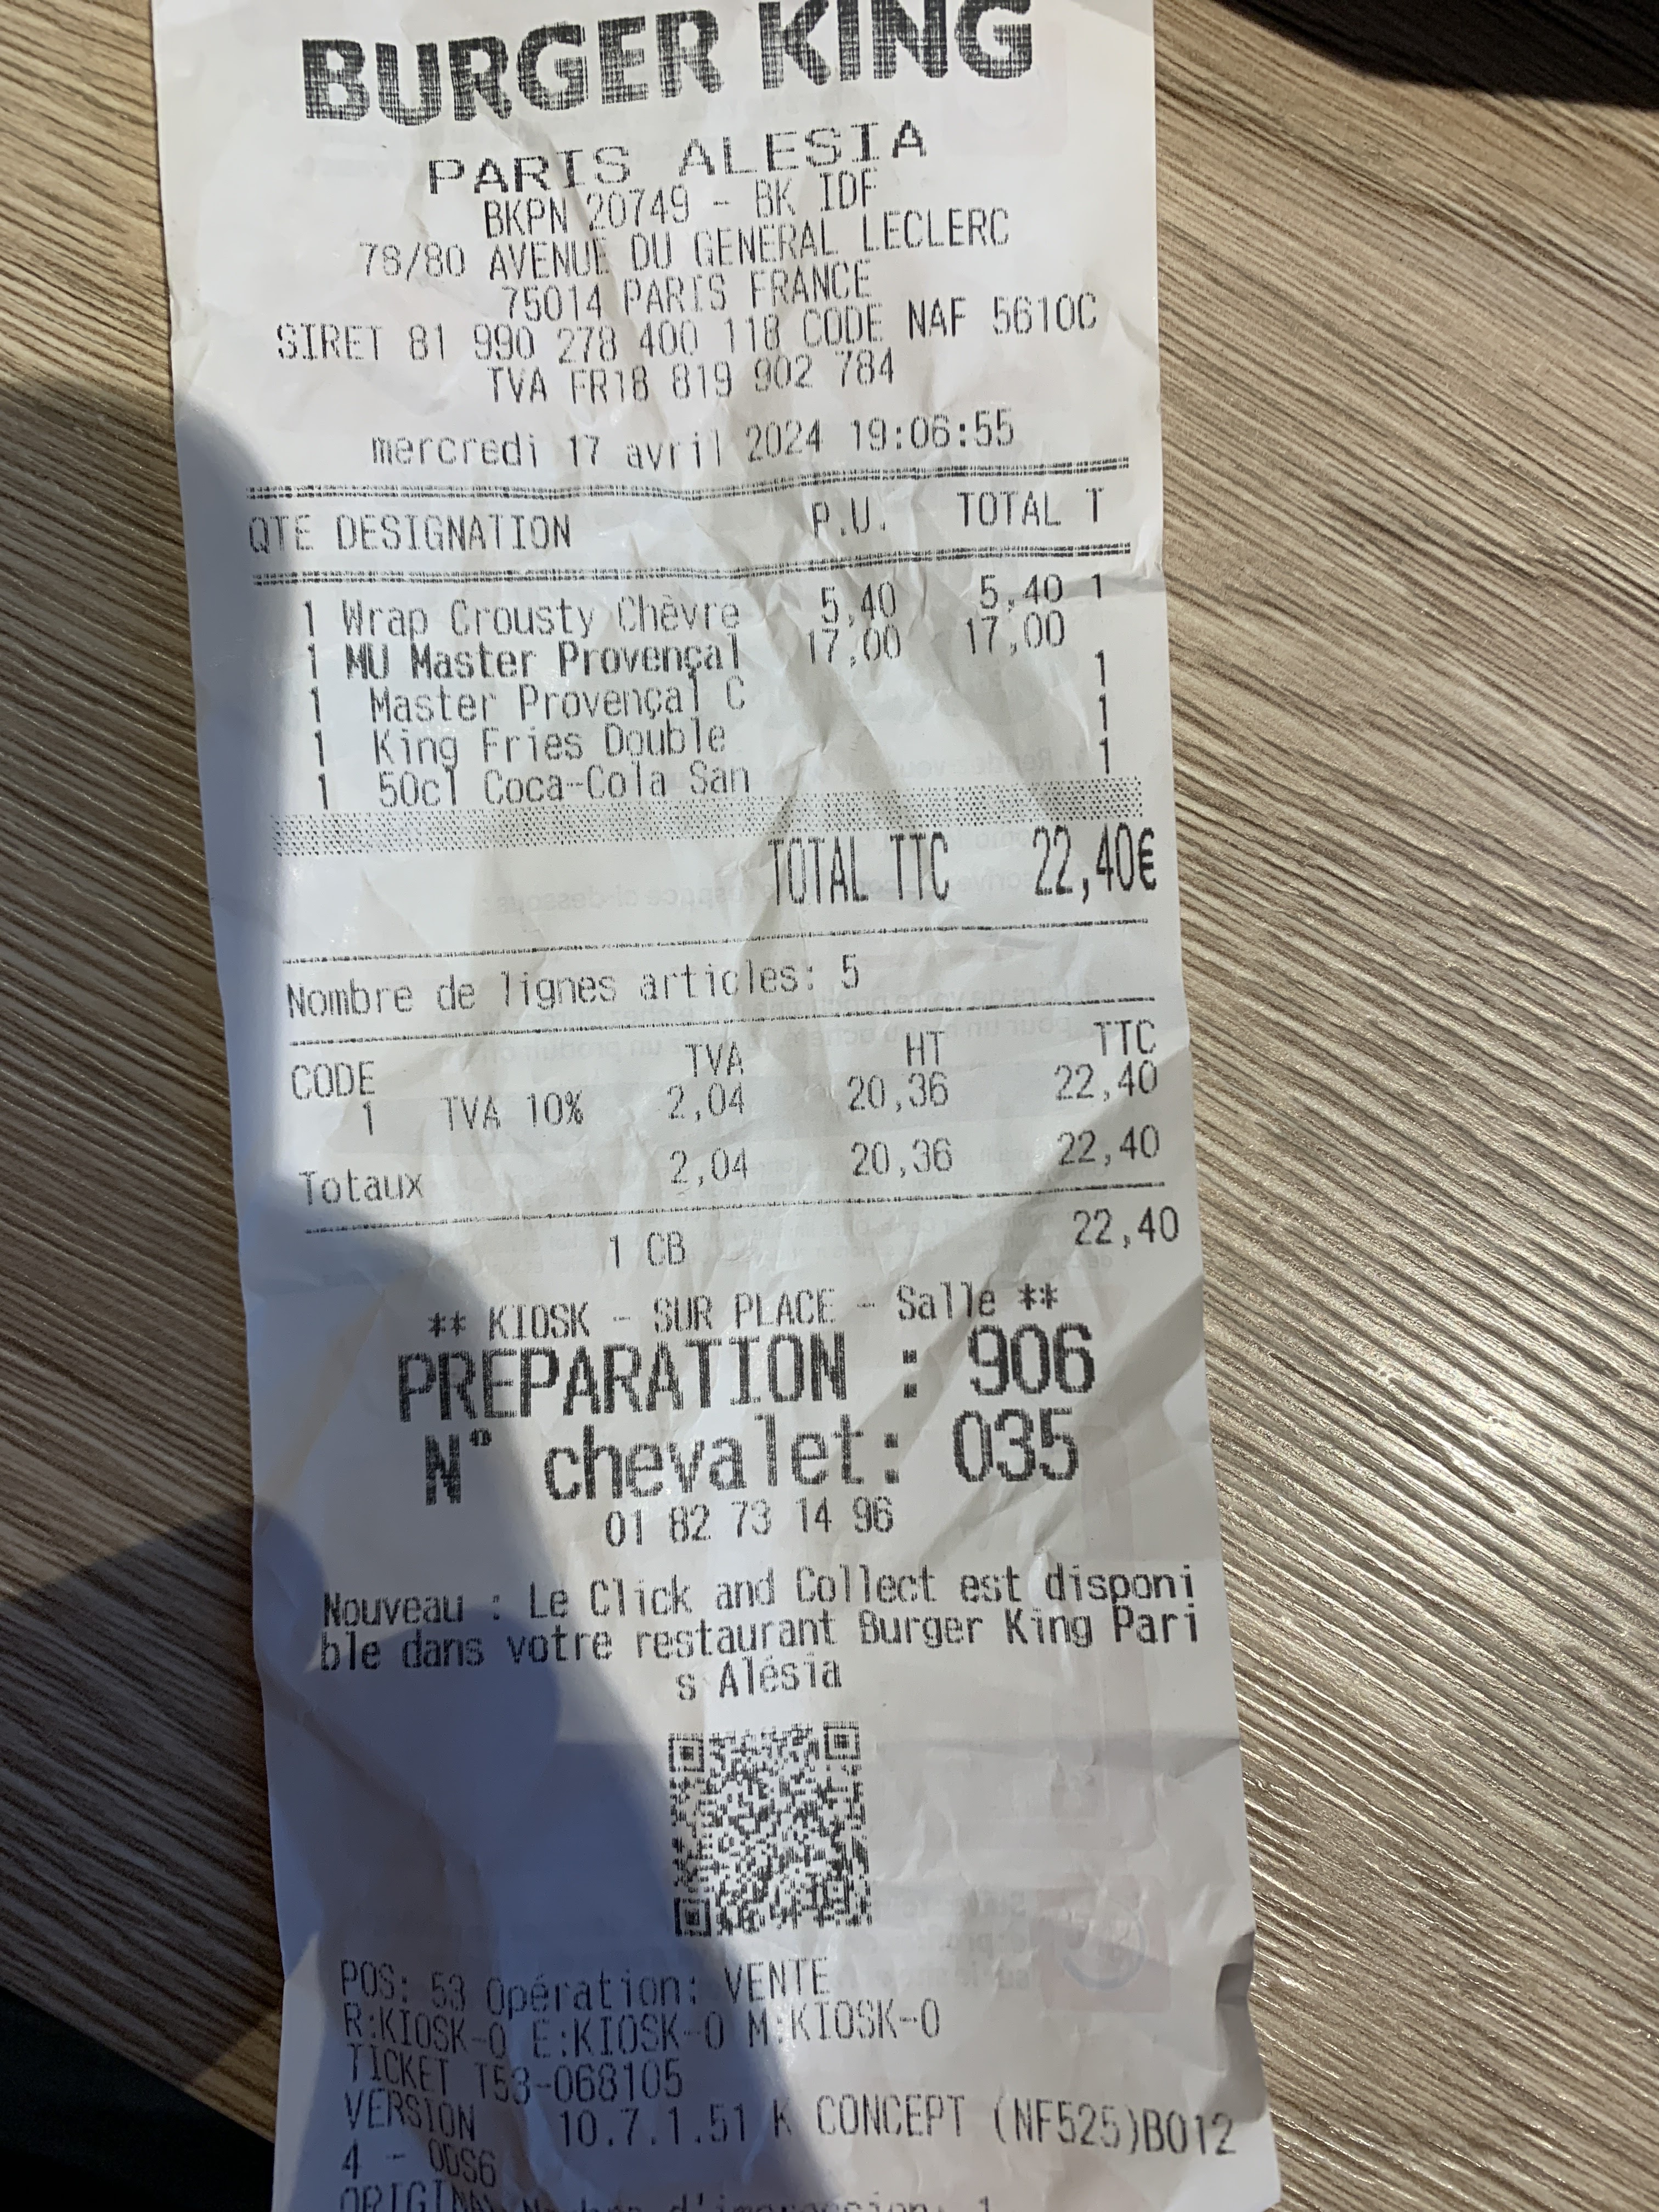 BURGER KING
PARIS ALESIA
BKPN 20749 - BK IDF
78/80 AVENUE DU GENERAL LECLERC
75014 PARIS FRANCE
SIRET 81 990 278 400 118 CODE NAF 5610C
TVA FR18 819 902 784
mercredi 17 avril 2024 19:06:55
QTE DESIGNATION P.U. TOTAL T
1 Wrap Crousty Chèvre 5,40 5,40 1
1 MU Master Provençal 17,00 17,00
1 Master Provençal C 1
1 King Fries Double 1
1 50cl Coca-Cola San 1
TOTAL TTC 22,40€
Nombre de lignes articles: 5
CODE TVA HT TTC
1 TVA 10% 2,04 20,36 22,40
Totaux 2,04 20,36 22,40
1 CB 22,40
** KIOSK - SUR PLACE - Salle **
PREPARATION : 906
N° chevalet: 035
01 82 73 14 96
Nouveau : Le Click and Collect est disponi
ble dans votre restaurant Burger King Pari
s Alésia
POS: 53 Opération: VENTE
R:KIOSK-0 E:KIOSK-0 M:KIOSK-0
TICKET T53-068105
VERSION 10.7.1.51 K CONCEPT (NF525)B012
4 - ODS6
ORIGINAL d'impression: 1